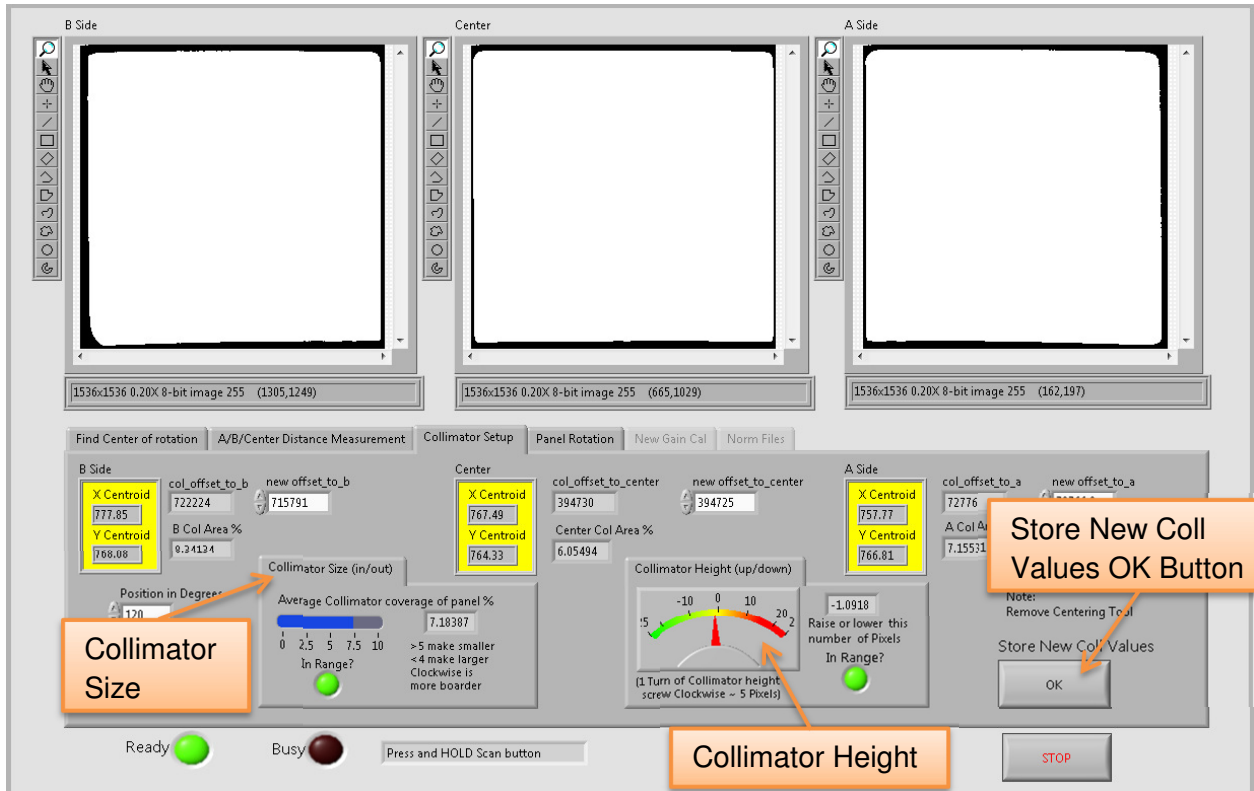 B Side
Center
A Side
1536x1536 0.20X 8-bit image 255 (1305,1249)
1536x1536 0.20X 8-bit image 255 (665,1029)
1536x1536 0.20X 8-bit image 255 (162,197)
Find Center of rotation
A/B/Center Distance Measurement
Collimator Setup
Panel Rotation
New Gain Cal
Norm Files
B Side
X Centroid
777.85
Y Centroid
768.08
col_offset_to_b
722224
new offset_to_b
715791
B Col Area %
Center
X Centroid
767.49
Y Centroid
764.33
col_offset_to_center
394730
new offset_to_center
394725
Center Col Area %
6.05494
A Side
X Centroid
757.77
Y Centroid
766.81
col_offset_to_a
72776
new offset_to_a
A Col
7.15531
Store New Coll
Values OK Button
Position in Degrees
120
Collimator
Size
Collimator Size (in/out)
Average Collimator coverage of panel %
7.18387
0 2.5 5 7.5 10
In Range?
>5 make smaller
<4 make larger
Clockwise is
more boarder
Collimator Height (up/down)
-10 0 10 20
-1.0918
Raise or lower this
number of Pixels
In Range?
(1 Turn of Collimator height
screw Clockwise ~ 5 Pixels)
Note:
Remove Centering Tool
Store New Coll Values
OK
Ready
Busy
Press and HOLD Scan button
Collimator Height
STOP